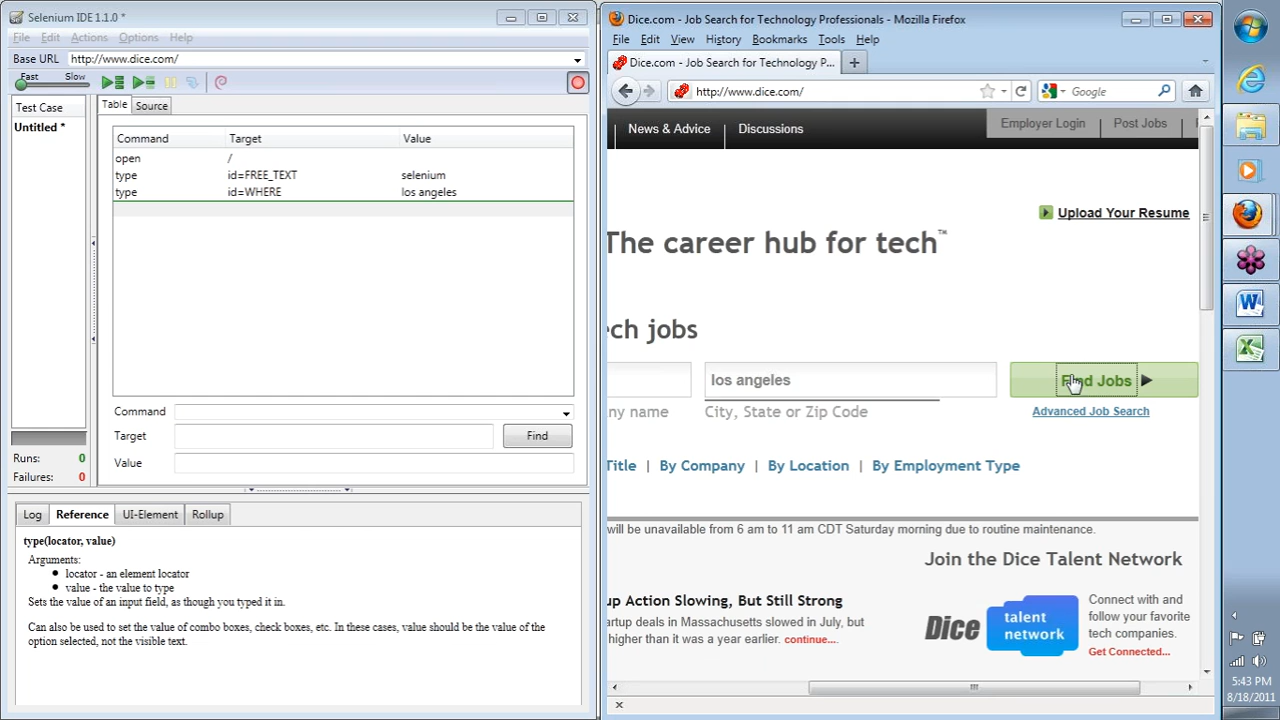 Selenium IDE 1.1.0 *
File Edit Actions Options Help
Base URL http://www.dice.com/
Fast Slow
Test Case
Untitled *
Table Source
Command Target Value
open /
type id=FREE_TEXT selenium
type id=WHERE los angeles
Command
Target Find
Value
Runs: 0
Failures: 0
Log Reference UI-Element Rollup
type(locator, value)
Arguments:
locator - an element locator
value - the value to type
Sets the value of an input field, as though you typed it in.
Can also be used to set the value of combo boxes, check boxes, etc. In these cases, value should be the value of the
option selected, not the visible text.
Dice.com - Job Search for Technology Professionals - Mozilla Firefox
File Edit View History Bookmarks Tools Help
Dice.com - Job Search for Technology P...
http://www.dice.com/ Google
News & Advice Discussions Employer Login Post Jobs
Upload Your Resume
The career hub for tech™
ech jobs
los angeles Find Jobs
any name City, State or Zip Code Advanced Job Search
Title | By Company | By Location | By Employment Type
will be unavailable from 6 am to 11 am CDT Saturday morning due to routine maintenance.
Join the Dice Talent Network
up Action Slowing, But Still Strong
artup deals in Massachusetts slowed in July, but
higher than it was a year earlier. continue...
Dice talent network
Connect with and
follow your favorite
tech companies.
Get Connected...
5:43 PM
8/18/2011